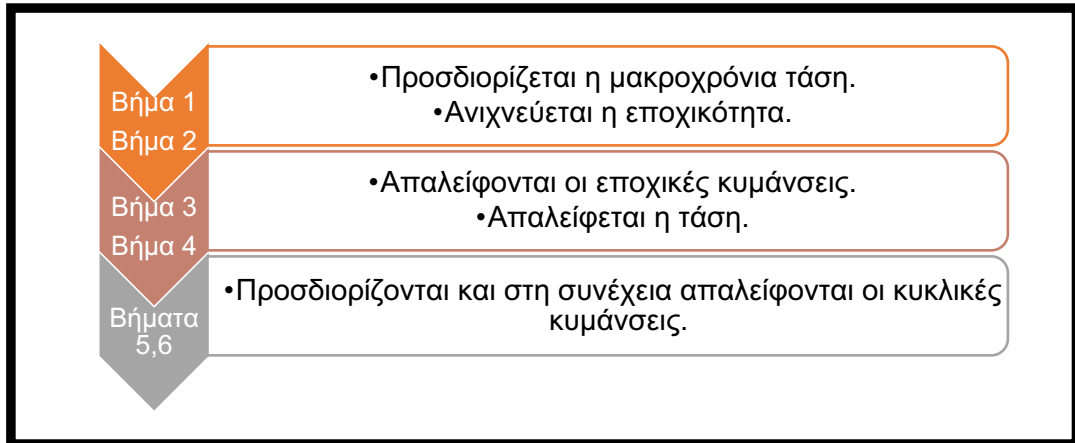 Βήμα 1
Βήμα 2
•Προσδιορίζεται η μακροχρόνια τάση.
•Ανιχνεύεται η εποχικότητα.
Βήμα 3
Βήμα 4
•Απαλείφονται οι εποχικές κυμάνσεις.
•Απαλείφεται η τάση.
Βήματα
5,6
•Προσδιορίζονται και στη συνέχεια απαλείφονται οι κυκλικές
κυμάνσεις.